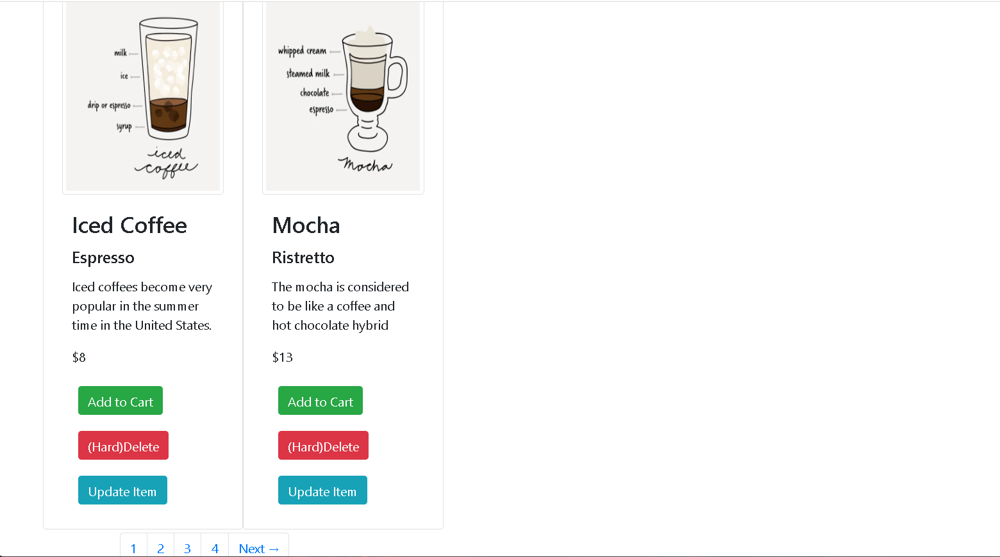 milk
ice
drip or espresso
syrup
iced
coffee
Iced Coffee
Espresso
Iced coffees become very
popular in the summer
time in the United States.
$8
Add to Cart
(Hard)Delete
Update Item
whipped cream
steamed milk
chocolate
espresso
Mocha
Mocha
Ristretto
The mocha is considered
to be like a coffee and
hot chocolate hybrid
$13
Add to Cart
(Hard)Delete
Update Item
1 2 3 4 Next →